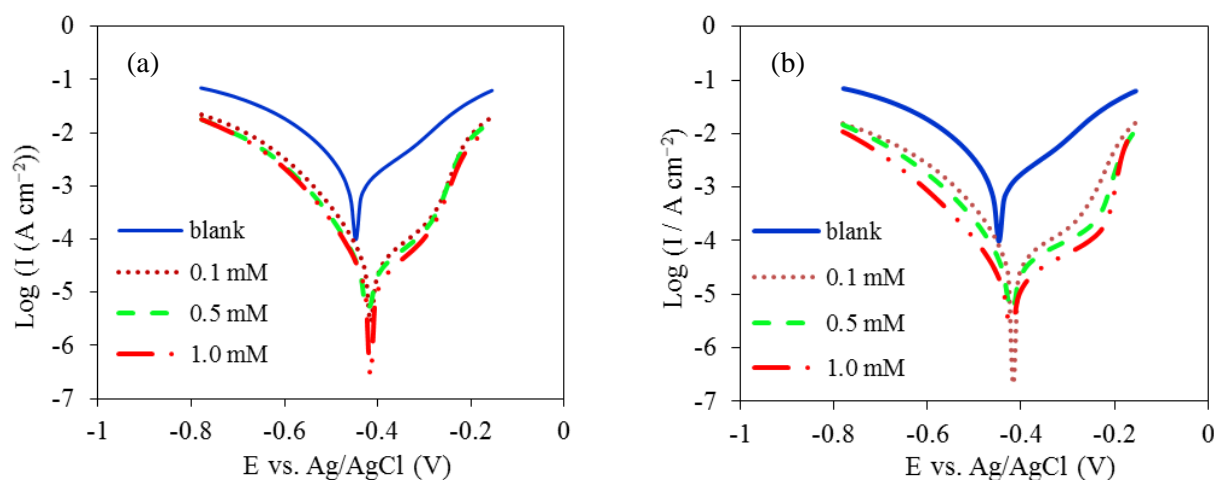 (a)
0
-1
-2
-3
-4
-5
-6
-7
Log (I (A cm⁻²))
blank
0.1 mM
0.5 mM
1.0 mM
-1 -0.8 -0.6 -0.4 -0.2 0
E vs. Ag/AgCl (V)
(b)
0
-1
-2
-3
-4
-5
-6
-7
Log (I / A cm⁻²)
blank
0.1 mM
0.5 mM
1.0 mM
-1 -0.8 -0.6 -0.4 -0.2 0
E vs. Ag/AgCl (V)